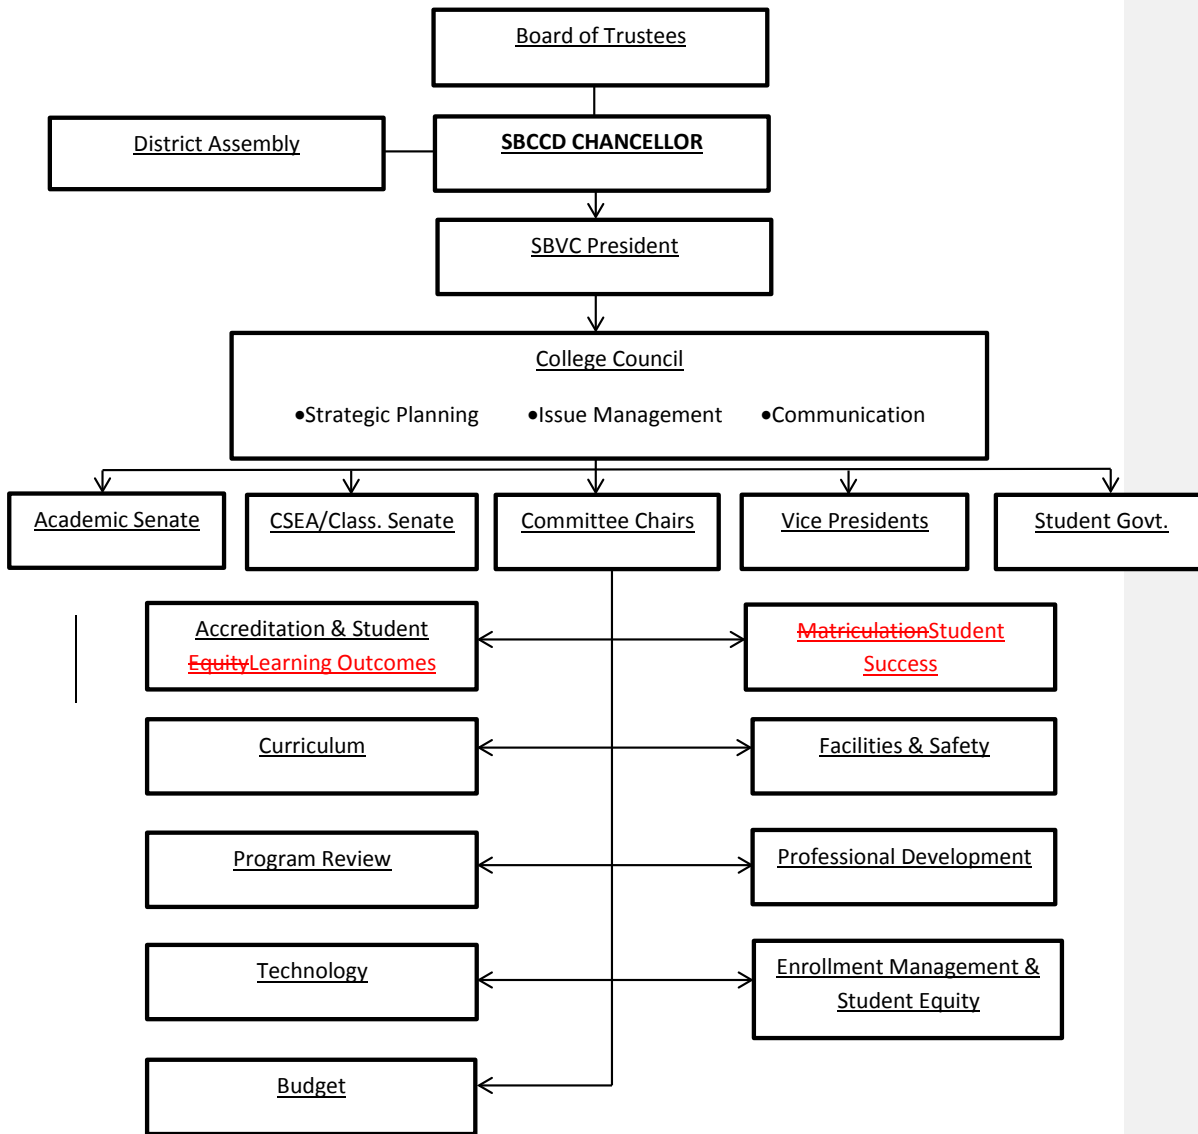 Board of Trustees
District Assembly
SBCCD CHANCELLOR
SBVC President
College Council
•Strategic Planning •Issue Management •Communication
Academic Senate
CSEA/Class. Senate
Committee Chairs
Vice Presidents
Student Govt.
Accreditation & Student
EquityLearning Outcomes
MatriculationStudent
Success
Curriculum
Facilities & Safety
Program Review
Professional Development
Technology
Enrollment Management &
Student Equity
Budget